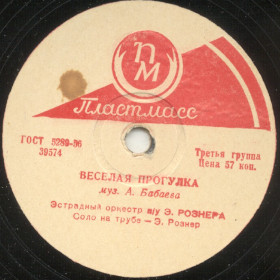 ПМ
Пластмасс
ГОСТ 5289-56
39574
Третья группа
Цена 57 коп.
ВЕСЕЛАЯ ПРОГУЛКА
муз. А. Бабаева
Эстрадный оркестр п/у Э. РОЗНЕРА
Соло на трубе — Э. Рознер